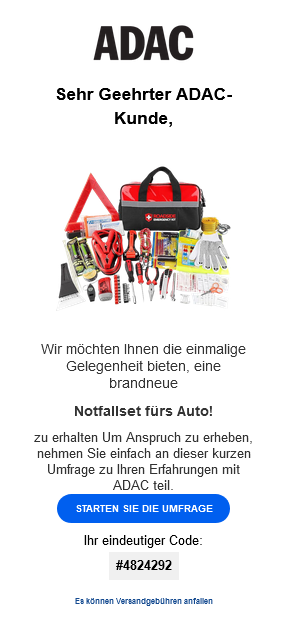 ADAC
Sehr Geehrter ADAC-
Kunde,
Wir möchten Ihnen die einmalige
Gelegenheit bieten, eine
brandneue
Notfallset fürs Auto!
zu erhalten Um Anspruch zu erheben,
nehmen Sie einfach an dieser kurzen
Umfrage zu Ihren Erfahrungen mit
ADAC teil.
STARTEN SIE DIE UMFRAGE
Ihr eindeutiger Code:
#4824292
Es können Versandgebühren anfallen